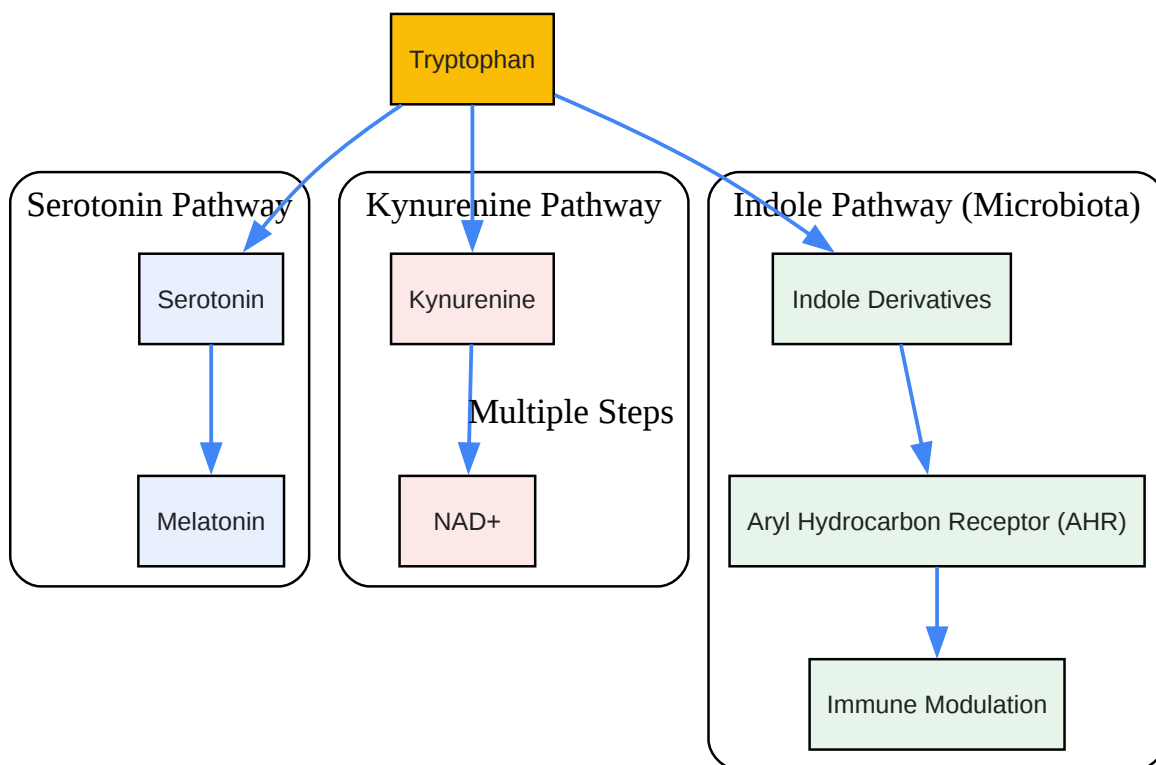 Tryptophan
Serotonin Pathway
Kynurenine Pathway
Indole Pathway (Microbiota)
Serotonin
Kynurenine
Indole Derivatives
Multiple Steps
Melatonin
NAD+
Aryl Hydrocarbon Receptor (AHR)
Immune Modulation